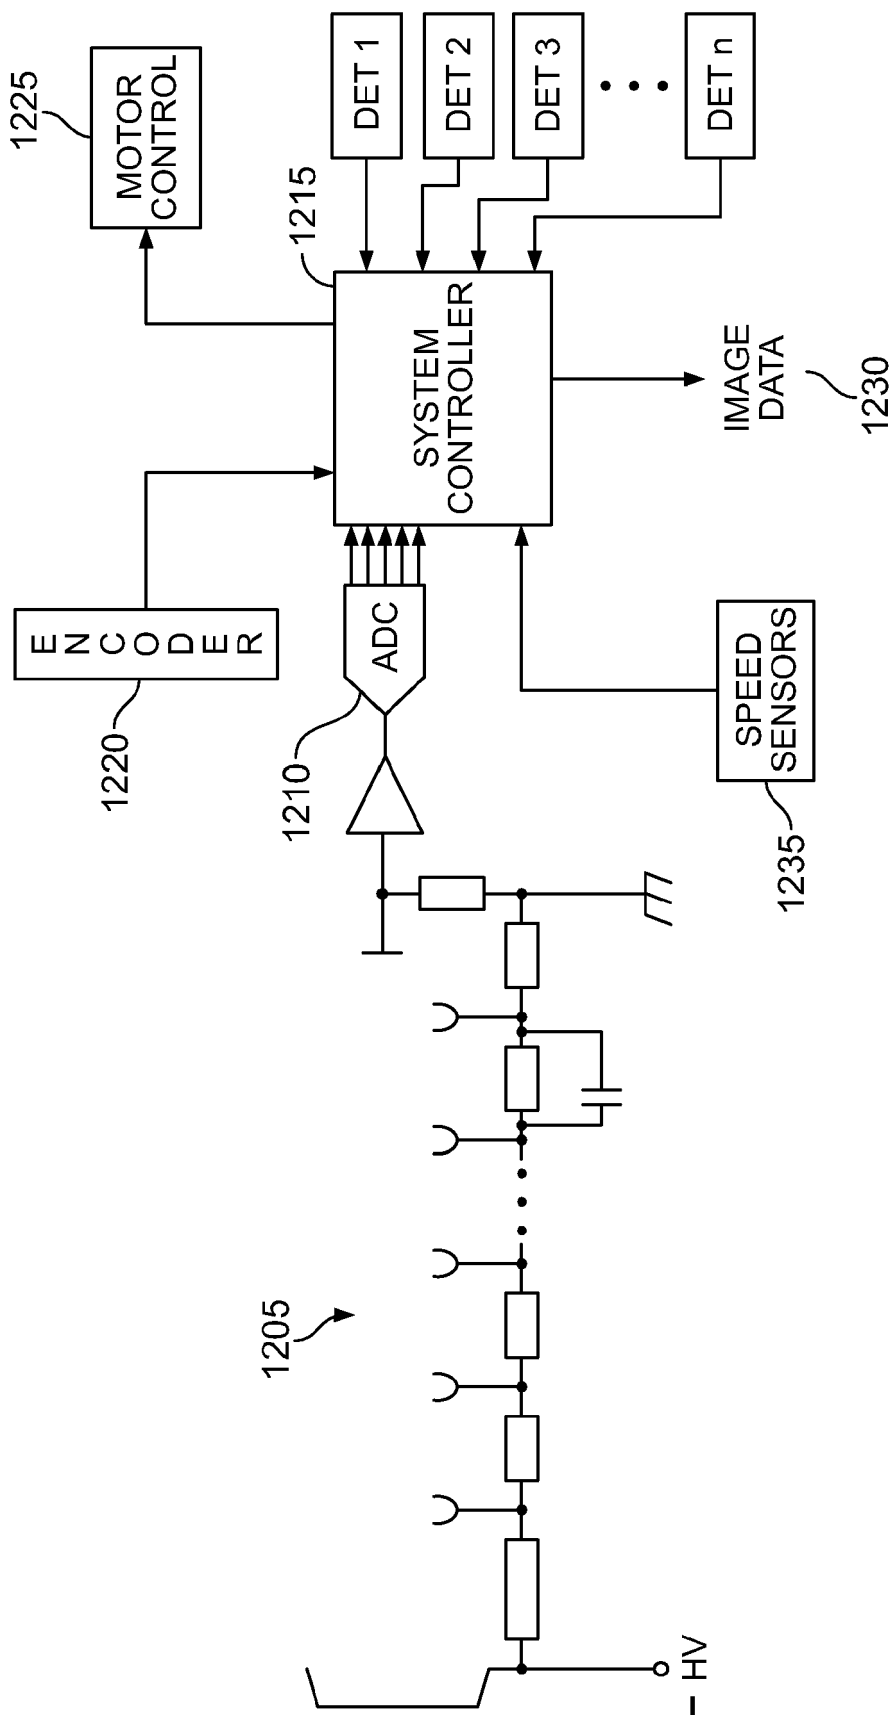 1225
MOTOR
CONTROL
DET 1
DET 2
DET 3
DET n
1215
SYSTEM
CONTROLLER
IMAGE
DATA
1230
ENCODER
1220
ADC
1210
SPEED
SENSORS
1235
1205
– HV